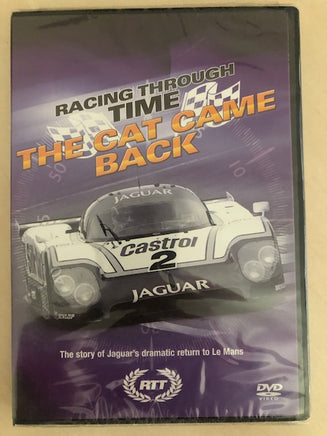 RACING THROUGH
TIME
THE CAT CAME
BACK
JAGUAR
Castrol
2
JAGUAR
The story of Jaguar's dramatic return to Le Mans
RTT
DVD
VIDEO